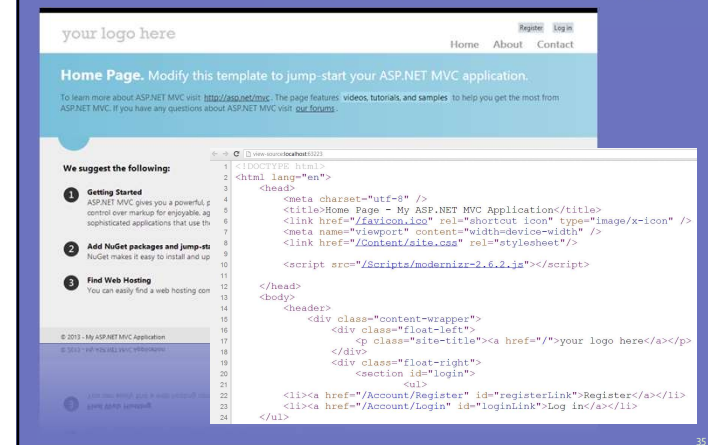 your logo here
Register Log in
Home About Contact
Home Page. Modify this template to jump-start your ASP.NET MVC application.
To learn more about ASP.NET MVC visit http://asp.net/mvc. The page features videos, tutorials, and samples to help you get the most from
ASP.NET MVC. If you have any questions about ASP.NET MVC visit our forums.
We suggest the following:
1 Getting Started
ASP.NET MVC gives you a powerful, p
control over markup for enjoyable, ag
sophisticated applications that use the
2 Add NuGet packages and jump-sta
NuGet makes it easy to install and up
3 Find Web Hosting
You can easily find a web hosting com
© 2013 - My ASP.NET MVC Application
view-source:localhost:63223
1 <!DOCTYPE html>
2 <html lang="en">
3 <head>
4 <meta charset="utf-8" />
5 <title>Home Page - My ASP.NET MVC Application</title>
6 <link href="/favicon.ico" rel="shortcut icon" type="image/x-icon" />
7 <meta name="viewport" content="width=device-width" />
8 <link href="/Content/site.css" rel="stylesheet"/>
9
10 <script src="/Scripts/modernizr-2.6.2.js"></script>
11
12 </head>
13 <body>
14 <header>
15 <div class="content-wrapper">
16 <div class="float-left">
17 <p class="site-title"><a href="/">your logo here</a></p>
18 </div>
19 <div class="float-right">
20 <section id="login">
21 <ul>
22 <li><a href="/Account/Register" id="registerLink">Register</a></li>
23 <li><a href="/Account/Login" id="loginLink">Log in</a></li>
24 </ul>
35